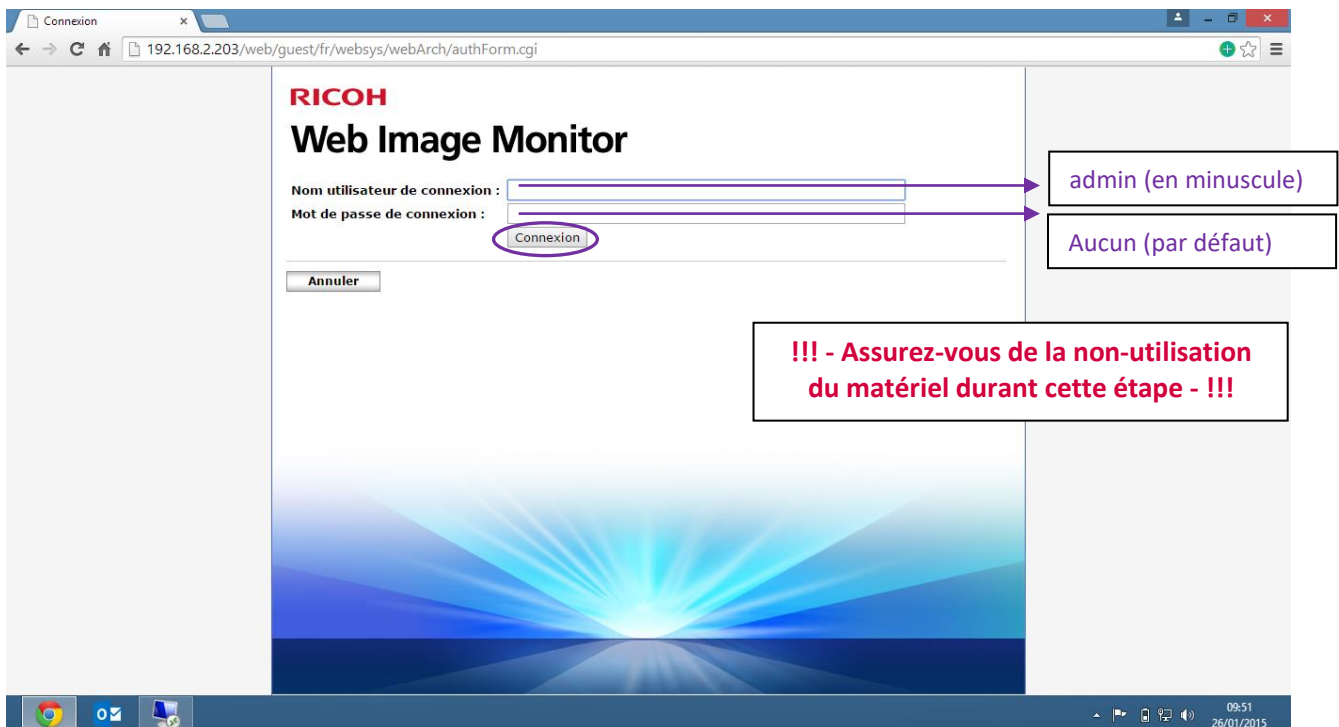 Connexion
192.168.2.203/web/guest/fr/websys/webArch/authForm.cgi
RICOH
Web Image Monitor
Nom utilisateur de connexion :
admin (en minuscule)
Mot de passe de connexion :
Aucun (par défaut)
Connexion
Annuler
!!! - Assurez-vous de la non-utilisation
du matériel durant cette étape - !!!
09:51
26/01/2015